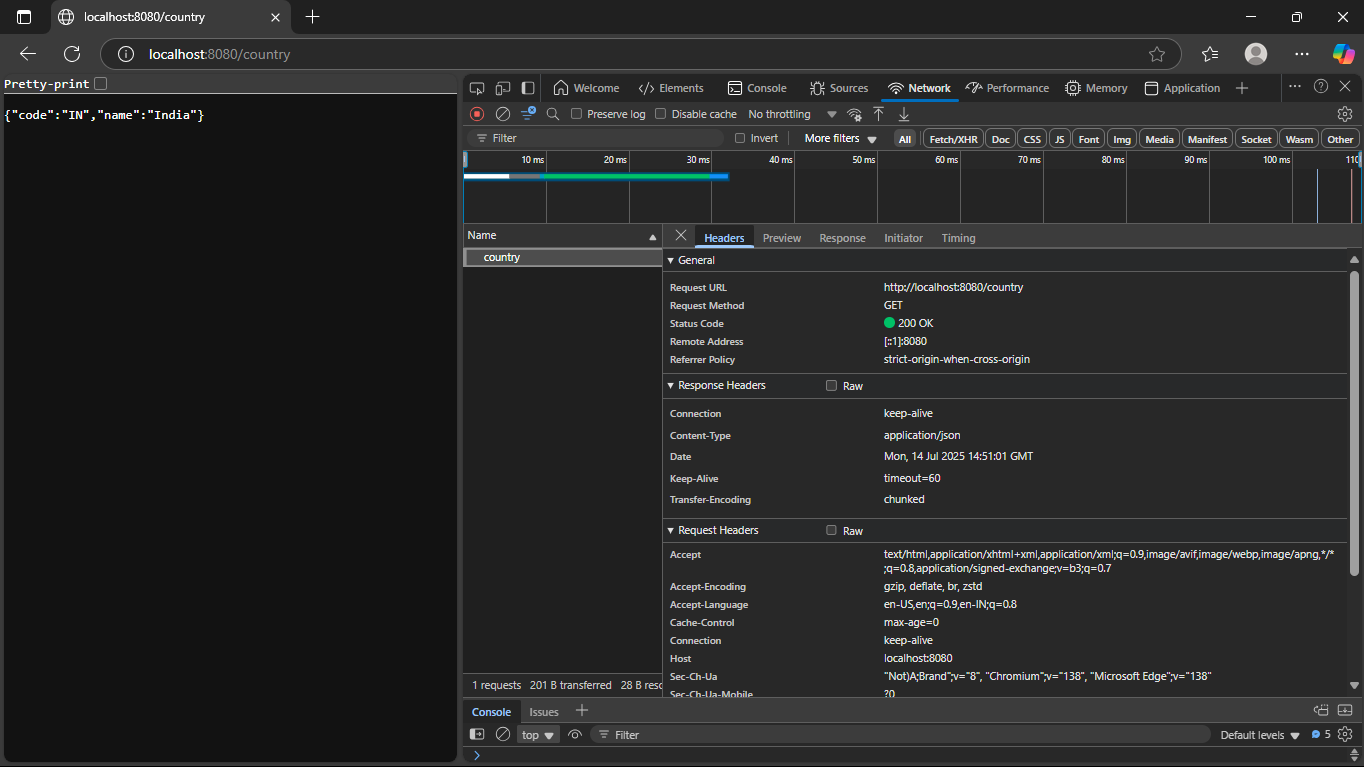 localhost:8080/country
localhost:8080/country
Pretty-print
{"code":"IN","name":"India"}
Welcome Elements Console Sources Network Performance Memory Application
Preserve log Disable cache No throttling
Filter Invert More filters All Fetch/XHR Doc CSS JS Font Img Media Manifest Socket Wasm Other
10 ms 20 ms 30 ms 40 ms 50 ms 60 ms 70 ms 80 ms 90 ms 100 ms 110
Name
country
Headers Preview Response Initiator Timing
General
Request URL http://localhost:8080/country
Request Method GET
Status Code 200 OK
Remote Address [::1]:8080
Referrer Policy strict-origin-when-cross-origin
Response Headers Raw
Connection keep-alive
Content-Type application/json
Date Mon, 14 Jul 2025 14:51:01 GMT
Keep-Alive timeout=60
Transfer-Encoding chunked
Request Headers Raw
Accept text/html,application/xhtml+xml,application/xml;q=0.9,image/avif,image/webp,image/apng,*/*
;q=0.8,application/signed-exchange;v=b3;q=0.7
Accept-Encoding gzip, deflate, br, zstd
Accept-Language en-US,en;q=0.9,en-IN;q=0.8
Cache-Control max-age=0
Connection keep-alive
Host localhost:8080
Sec-Ch-Ua "Not)A;Brand";v="8", "Chromium";v="138", "Microsoft Edge";v="138"
Sec-Ch-Ua-Mobile ?0
1 requests 201 B transferred 28 B reso
Console Issues
top Filter Default levels 5